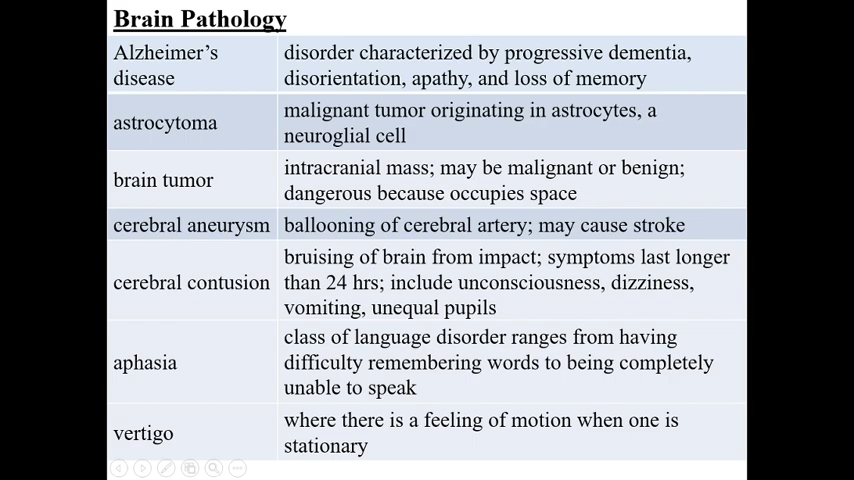 Brain Pathology
Alzheimer's
disease
disorder characterized by progressive dementia,
disorientation, apathy, and loss of memory
astrocytoma
malignant tumor originating in astrocytes, a
neuroglial cell
brain tumor
intracranial mass; may be malignant or benign;
dangerous because occupies space
cerebral aneurysm
ballooning of cerebral artery; may cause stroke
cerebral contusion
bruising of brain from impact; symptoms last longer
than 24 hrs; include unconsciousness, dizziness,
vomiting, unequal pupils
aphasia
class of language disorder ranges from having
difficulty remembering words to being completely
unable to speak
vertigo
where there is a feeling of motion when one is
stationary